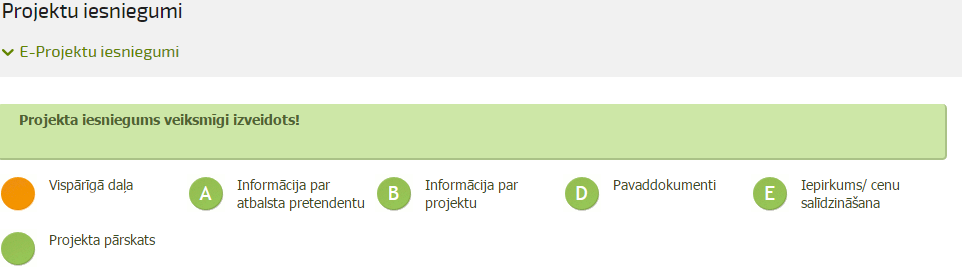 Projektu iesniegumi
E-Projektu iesniegumi
Projekta iesniegums veiksmīgi izveidots!
Vispārīgā daļa
A Informācija par
atbalsta pretendentu
B Informācija par
projektu
D Pavaddokumenti
E Iepirkums/ cenu
salīdzināšana
Projekta pārskats